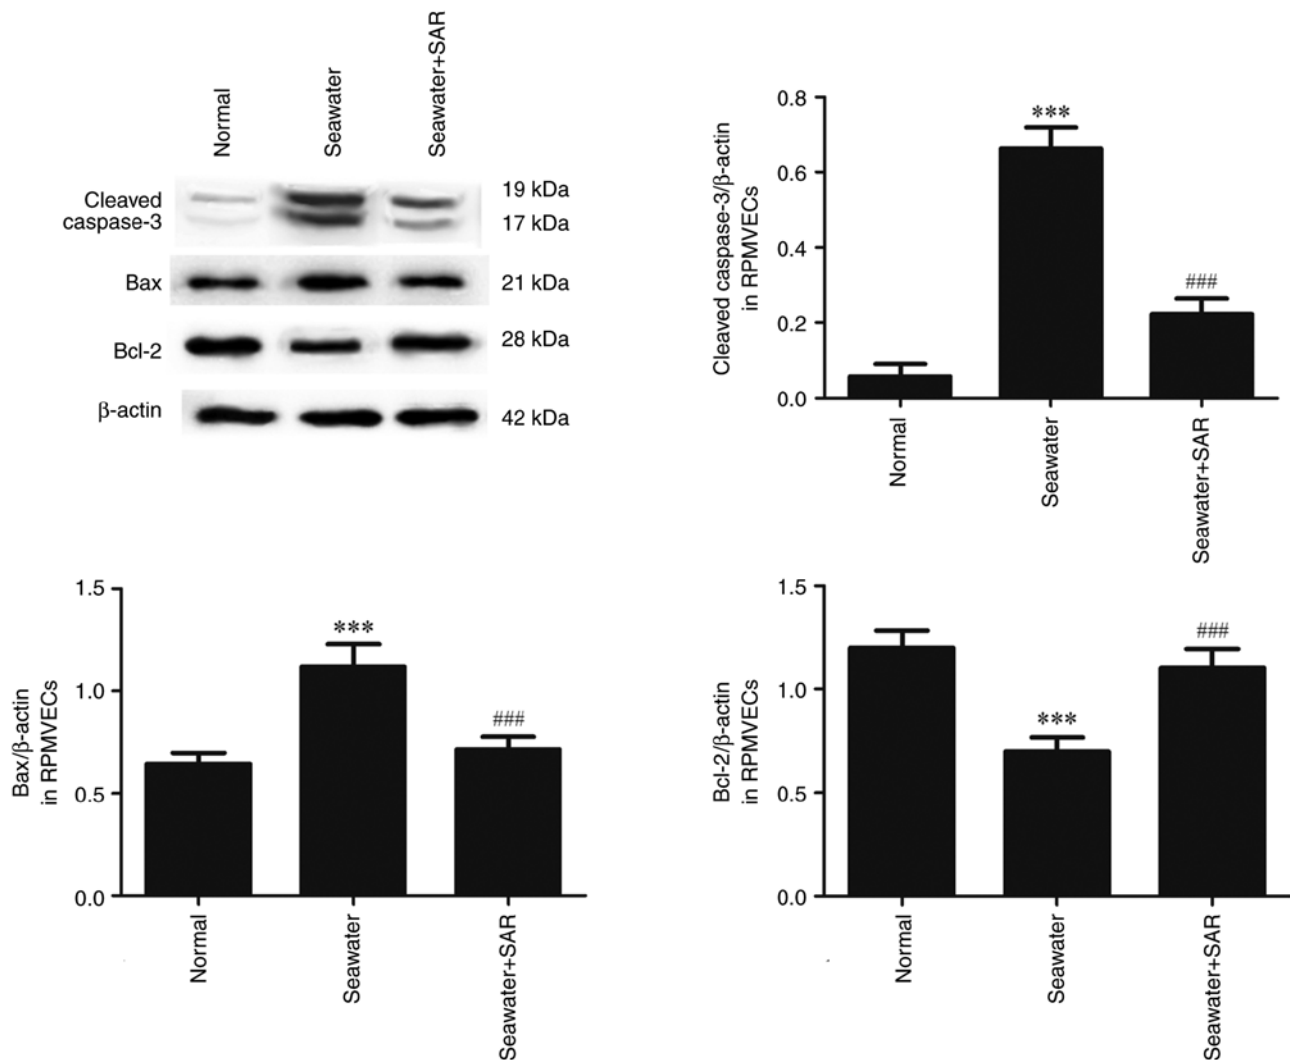 Normal
Seawater
Seawater+SAR
Cleaved
caspase-3
19 kDa
17 kDa
Bax
21 kDa
Bcl-2
28 kDa
β-actin
42 kDa
Cleaved caspase-3/β-actin
in RPMVECs
0.8
0.6
0.4
0.2
0.0
***
###
Normal
Seawater
Seawater+SAR
Bax/β-actin
in RPMVECs
1.5
1.0
0.5
0.0
***
###
Normal
Seawater
Seawater+SAR
Bcl-2/β-actin
in RPMVECs
1.5
1.0
0.5
0.0
***
###
Normal
Seawater
Seawater+SAR